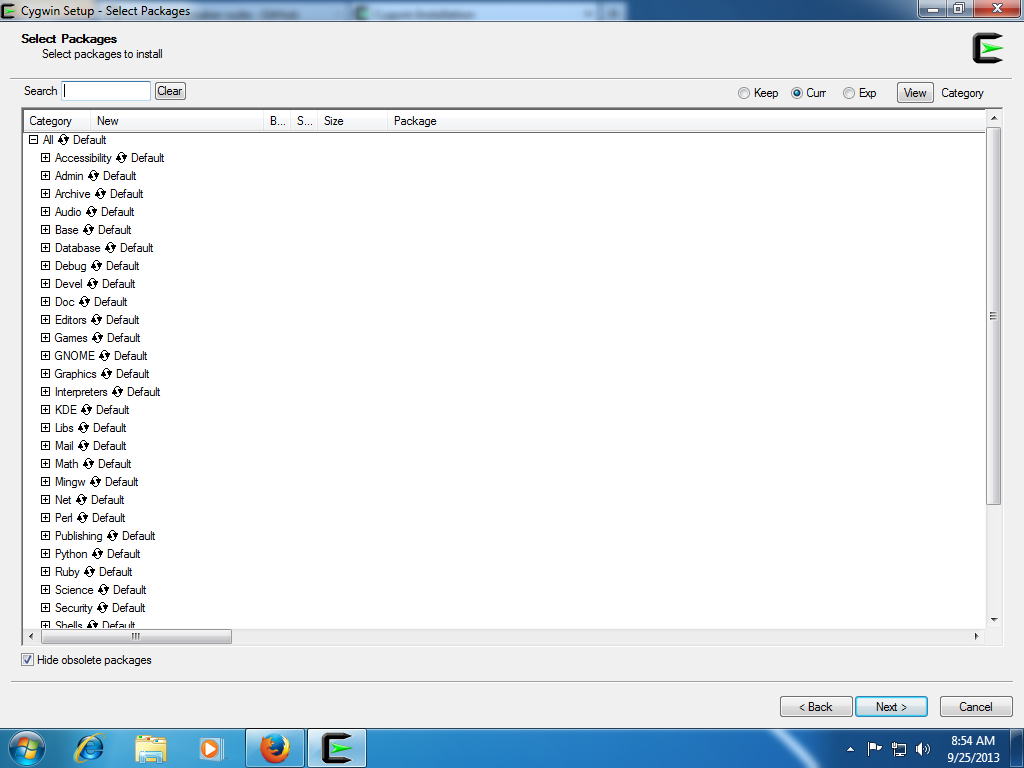 Cygwin Setup - Select Packages
Select Packages
Select packages to install
Search Clear Keep Curr Exp View Category
Category New B... S... Size Package
All Default
Accessibility Default
Admin Default
Archive Default
Audio Default
Base Default
Database Default
Debug Default
Devel Default
Doc Default
Editors Default
Games Default
GNOME Default
Graphics Default
Interpreters Default
KDE Default
Libs Default
Mail Default
Math Default
Mingw Default
Net Default
Perl Default
Publishing Default
Python Default
Ruby Default
Science Default
Security Default
Shells Default
Hide obsolete packages
< Back Next > Cancel
8:54 AM
9/25/2013